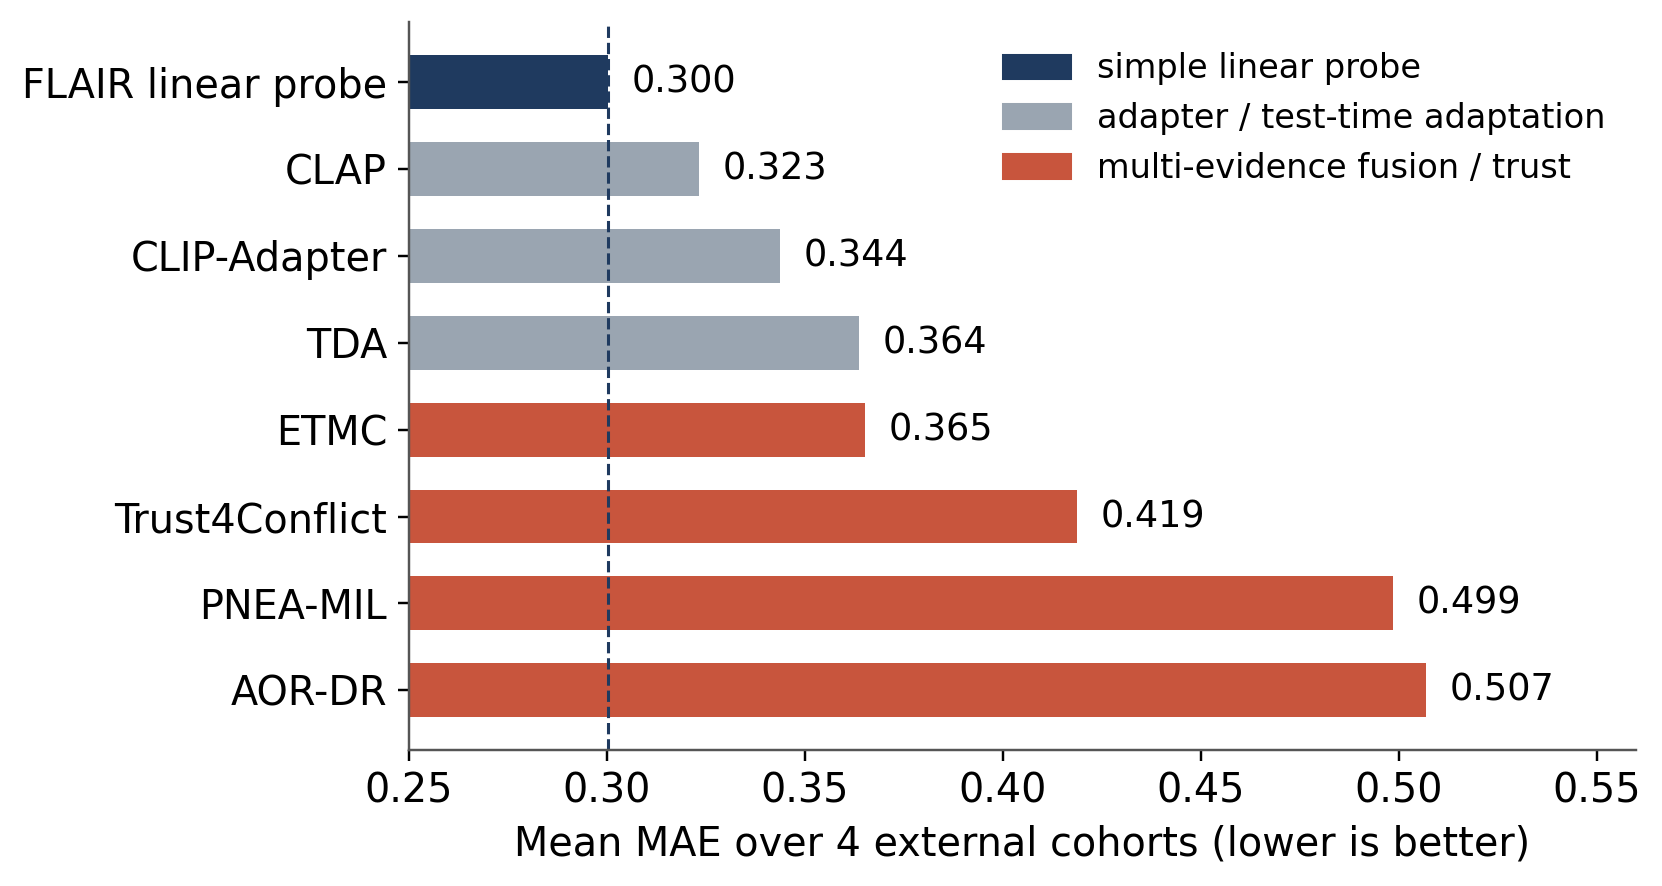 FLAIR linear probe
0.300
CLAP
0.323
CLIP-Adapter
0.344
TDA
0.364
ETMC
0.365
Trust4Conflict
0.419
PNEA-MIL
0.499
AOR-DR
0.507
simple linear probe
adapter / test-time adaptation
multi-evidence fusion / trust
0.25 0.30 0.35 0.40 0.45 0.50 0.55
Mean MAE over 4 external cohorts (lower is better)